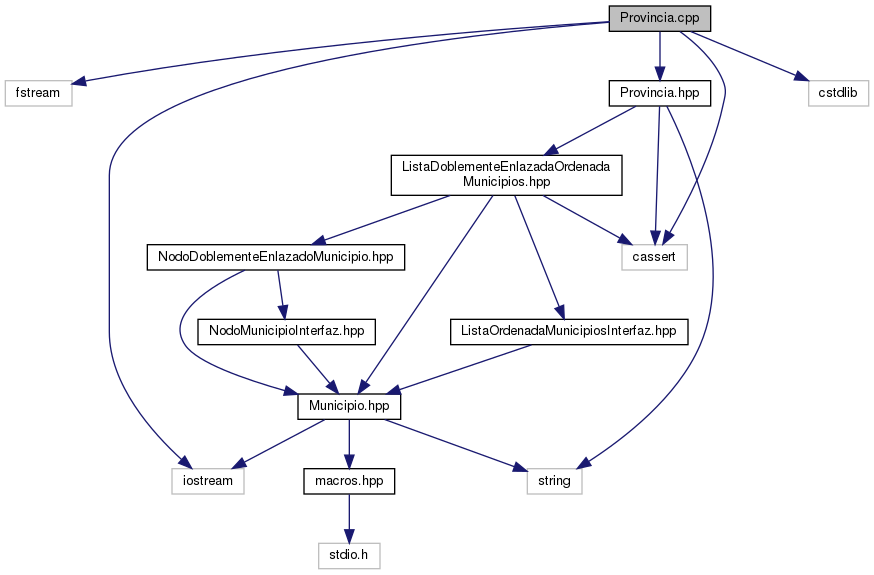 Provincia.cpp
fstream
Provincia.hpp
cstdlib
ListaDoblementeEnlazadaOrdenada
Municipios.hpp
NodoDoblementeEnlazadoMunicipio.hpp
cassert
NodoMunicipioInterfaz.hpp
ListaOrdenadaMunicipiosInterfaz.hpp
Municipio.hpp
iostream
macros.hpp
string
stdio.h